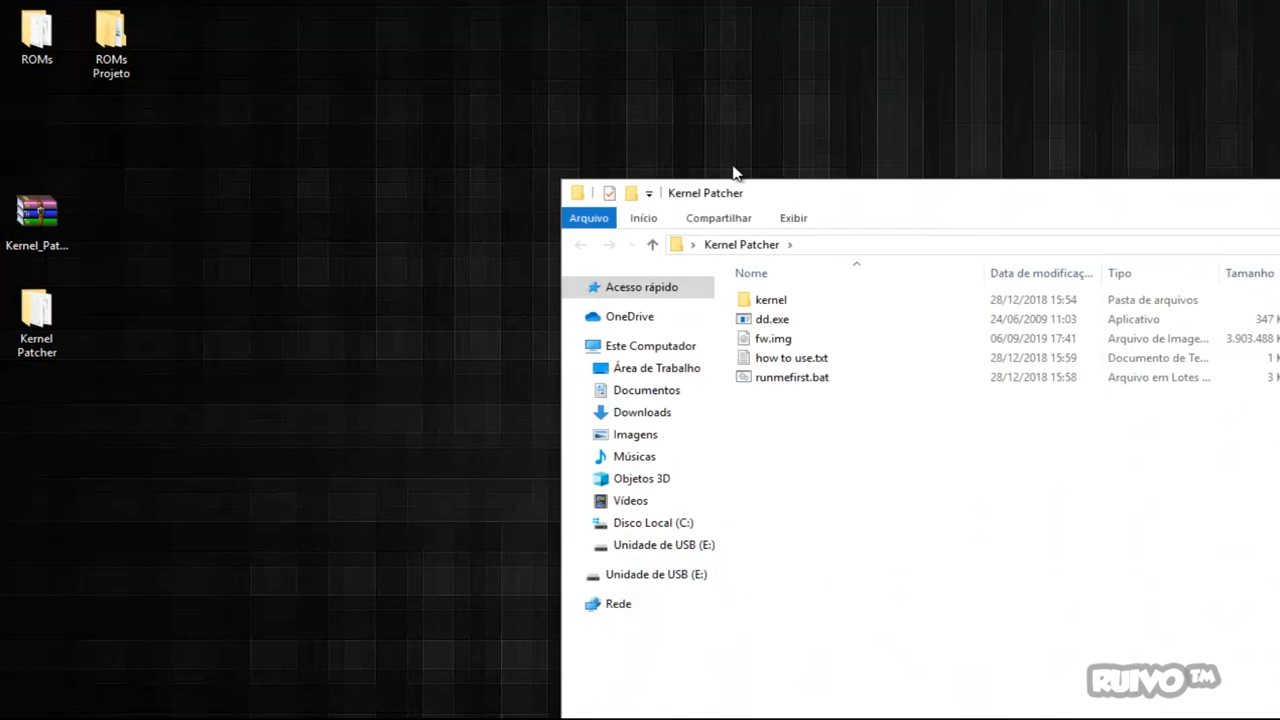 ROMs
ROMs
Projeto
Kernel_Pat...
Kernel
Patcher
Kernel Patcher
Arquivo Início Compartilhar Exibir
Kernel Patcher
Nome Data de modificaç... Tipo Tamanho
kernel 28/12/2018 15:54 Pasta de arquivos
dd.exe 24/06/2009 11:03 Aplicativo 347 K
fw.img 06/09/2019 17:41 Arquivo de Image... 3.903.488 K
how to use.txt 28/12/2018 15:59 Documento de Te... 1 K
runmefirst.bat 28/12/2018 15:58 Arquivo em Lotes ... 3 K
Acesso rápido
OneDrive
Este Computador
Área de Trabalho
Documentos
Downloads
Imagens
Músicas
Objetos 3D
Vídeos
Disco Local (C:)
Unidade de USB (E:)
Unidade de USB (E:)
Rede
RUIVO™